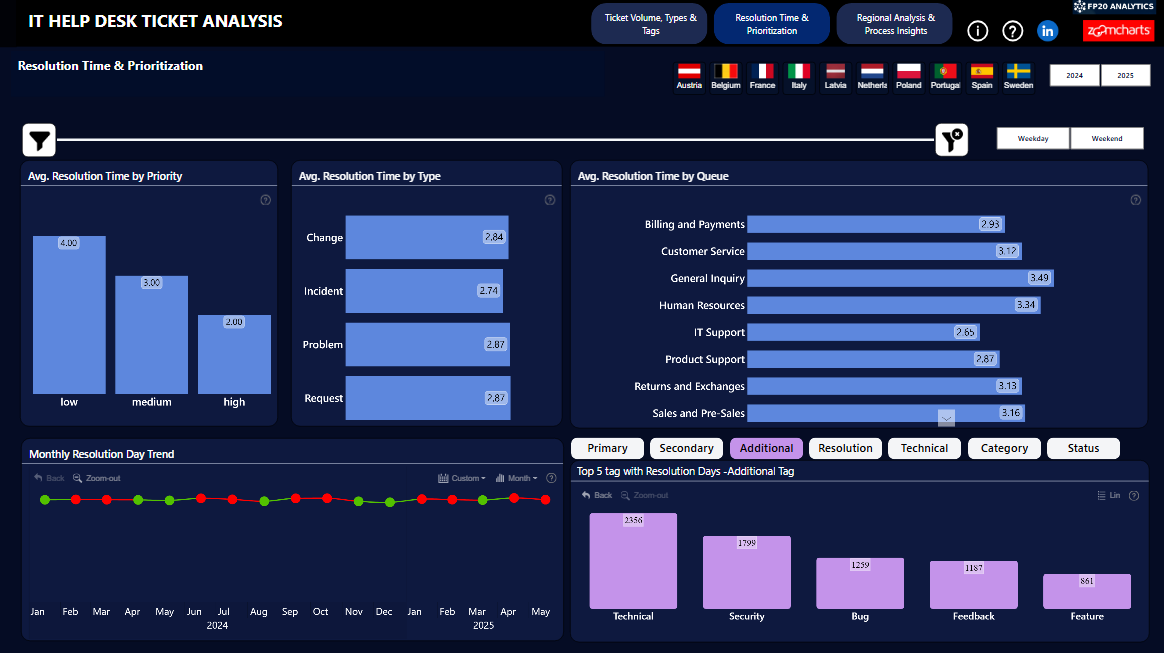 IT HELP DESK TICKET ANALYSIS
Ticket Volume, Types &
Tags
Resolution Time &
Prioritization
Regional Analysis &
Process Insights
i
?
in
FP20 ANALYTICS
zoomcharts
Resolution Time & Prioritization
Austria
Belgium
France
Italy
Latvia
Netherla
Poland
Portugal
Spain
Sweden
2024
2025
Weekday
Weekend
Avg. Resolution Time by Priority
?
4.00
3.00
2.00
low
medium
high
Avg. Resolution Time by Type
?
Change
2.84
Incident
2.74
Problem
2.87
Request
2.87
Avg. Resolution Time by Queue
?
Billing and Payments
2.93
Customer Service
3.12
General Inquiry
3.49
Human Resources
3.34
IT Support
2.65
Product Support
2.87
Returns and Exchanges
3.13
Sales and Pre-Sales
3.16
Monthly Resolution Day Trend
Back
Zoom-out
Custom
Month
?
Jan
Feb
Mar
Apr
May
Jun
Jul
Aug
Sep
Oct
Nov
Dec
Jan
Feb
Mar
Apr
May
2024
2025
Primary
Secondary
Additional
Resolution
Technical
Category
Status
Top 5 tag with Resolution Days -Additional Tag
Back
Zoom-out
Lin
?
2356
1799
1259
1187
861
Technical
Security
Bug
Feedback
Feature